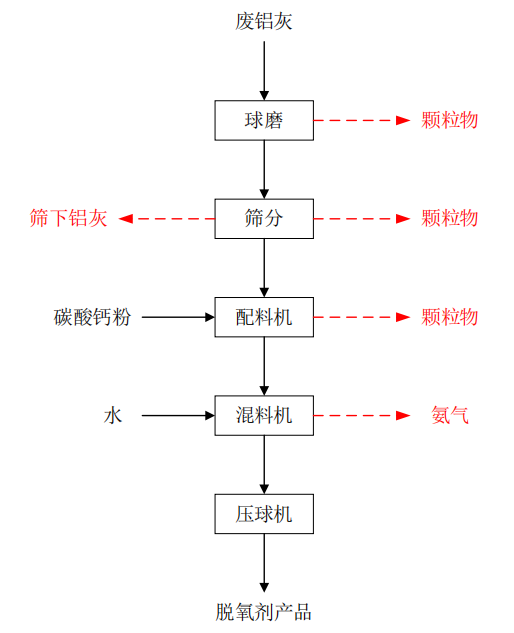 废铝灰
球磨
颗粒物
筛下铝灰
筛分
颗粒物
碳酸钙粉
配料机
颗粒物
水
混料机
氨气
压球机
脱氧剂产品